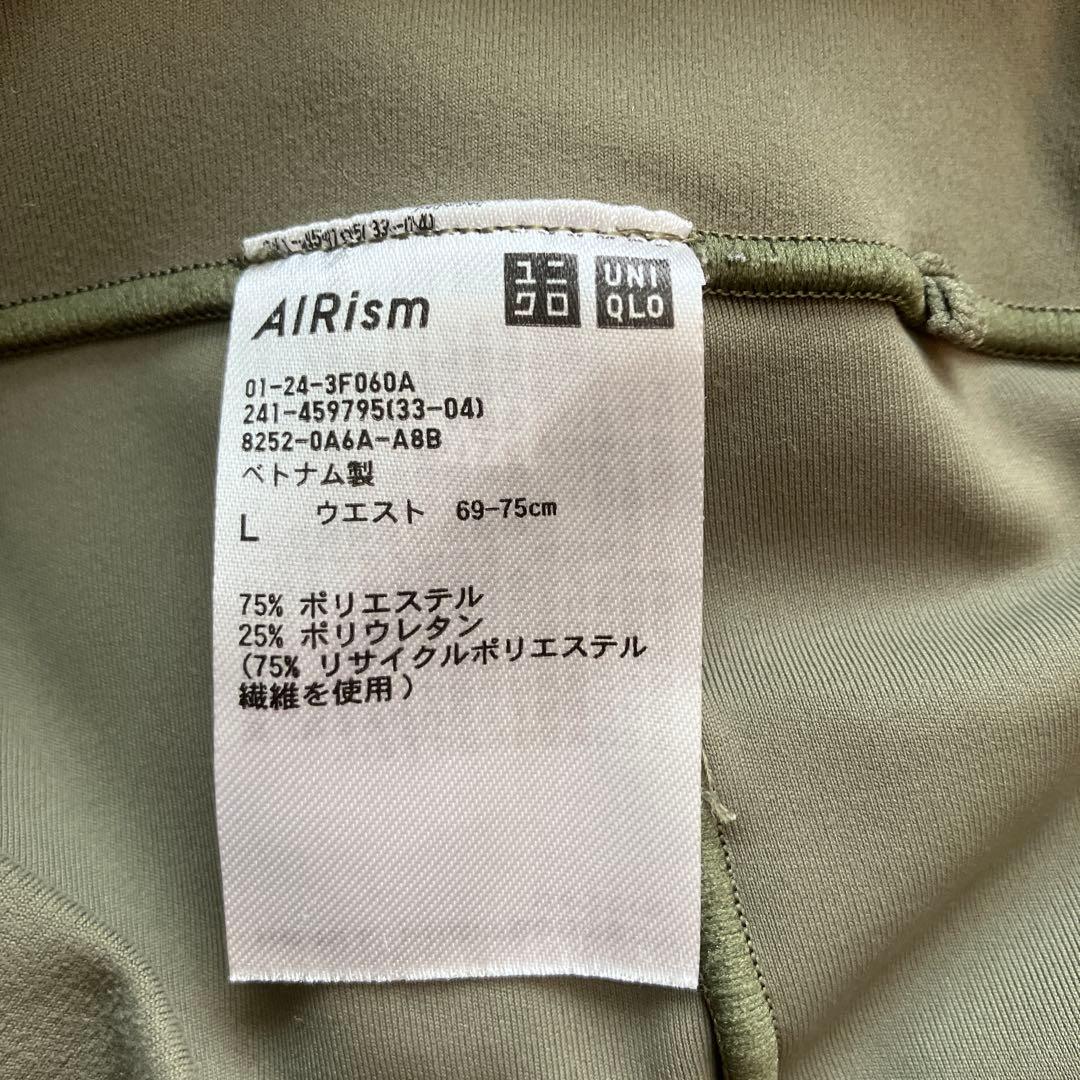 AIRism
ユニ
クロ
UNI
QLO
01-24-3F060A
241-459795(33-04)
8252-0A6A-A8B
ベトナム製
L ウエスト 69-75cm
75% ポリエステル
25% ポリウレタン
(75% リサイクルポリエステル
繊維を使用)